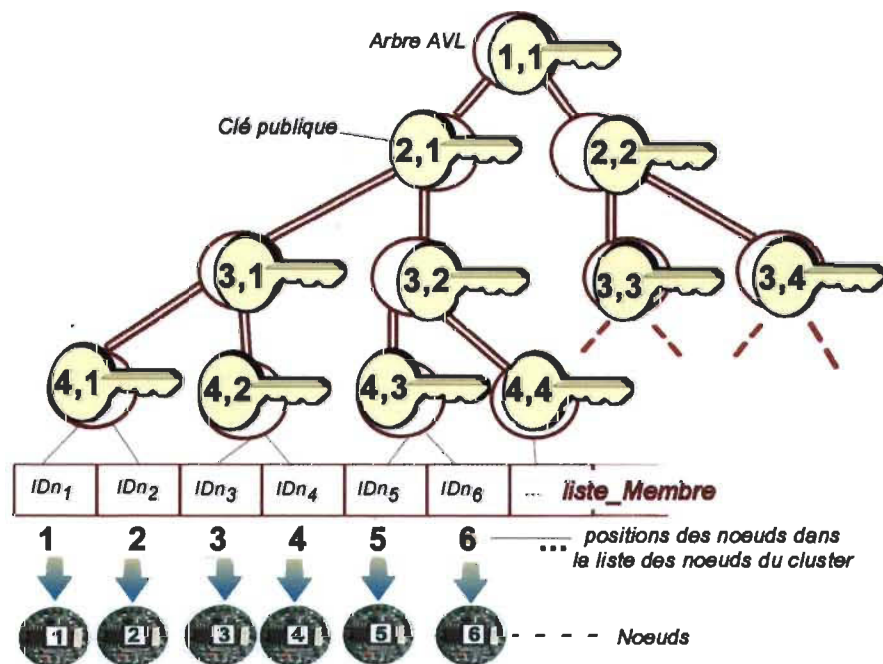 Arbre AVL
1,1
Clé publique
2,1
2,2
3,1
3,2
3,3
3,4
4,1
4,2
4,3
4,4
IDn1 IDn2 IDn3 IDn4 IDn5 IDn6 ... liste_Membre
1 2 3 4 5 6 ... positions des noeuds dans
la liste des noeuds du cluster
1 2 3 4 5 6 Noeuds